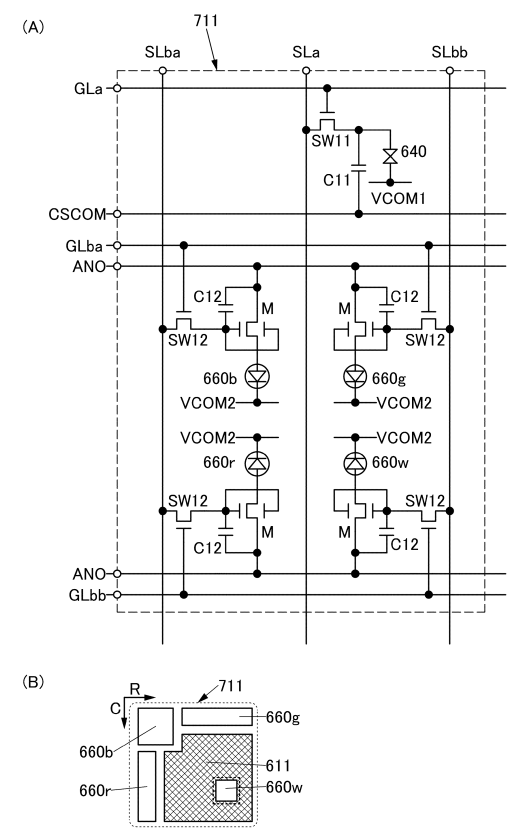 (A)
711
SLba SLa SLbb
GLa
SW11
640
C11
VCOM1
CSCOM
GLba
ANO
C12 M M C12
SW12 SW12
660b 660g
VCOM2 VCOM2
VCOM2 VCOM2
660r 660w
SW12 SW12
M M
C12 C12
ANO
GLbb
(B)
711
R
C
660g
660b
611
660r 660w